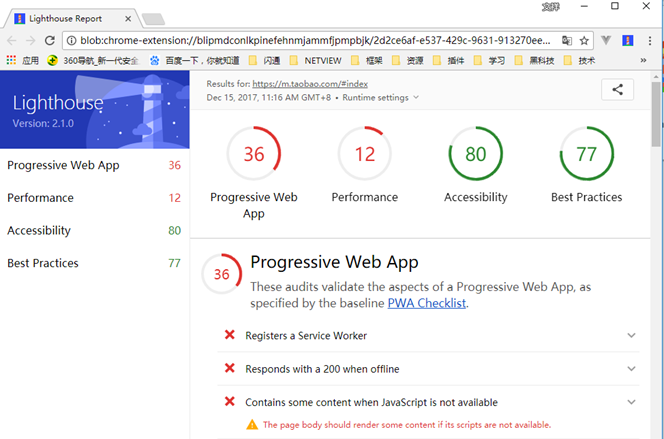 Lighthouse Report
blob:chrome-extension://blipmdconlkpinefehnmjammfjpmpbjk/2d2ce6af-e537-429c-9631-913270ee...
应用 360导航_新一代安全 百度一下，你就知道 闪通 NETVIEW 框架 资源 插件 学习 黑科技 技术 »
Lighthouse
Version: 2.1.0
Progressive Web App 36
Performance 12
Accessibility 80
Best Practices 77
Results for: https://m.taobao.com/#index
Dec 15, 2017, 11:16 AM GMT+8 • Runtime settings
36 12 80 77
Progressive Web App Performance Accessibility Best Practices
36 Progressive Web App
These audits validate the aspects of a Progressive Web App, as
specified by the baseline PWA Checklist.
Registers a Service Worker
Responds with a 200 when offline
Contains some content when JavaScript is not available
The page body should render some content if its scripts are not available.